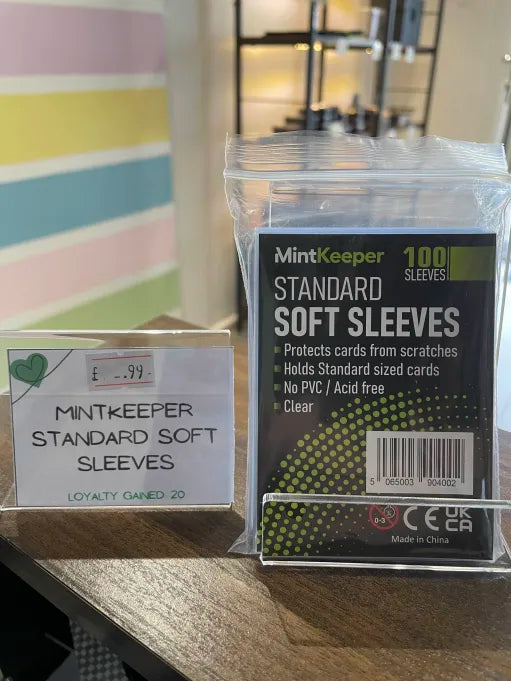 £ _.99-
MINTKEEPER
STANDARD SOFT
SLEEVES
LOYALTY GAINED 20
MintKeeper
100
SLEEVES
STANDARD
SOFT SLEEVES
Protects cards from scratches
Holds Standard sized cards
No PVC / Acid free
Clear
5 065003 904002
0-3
CE
UK
CA
Made in China